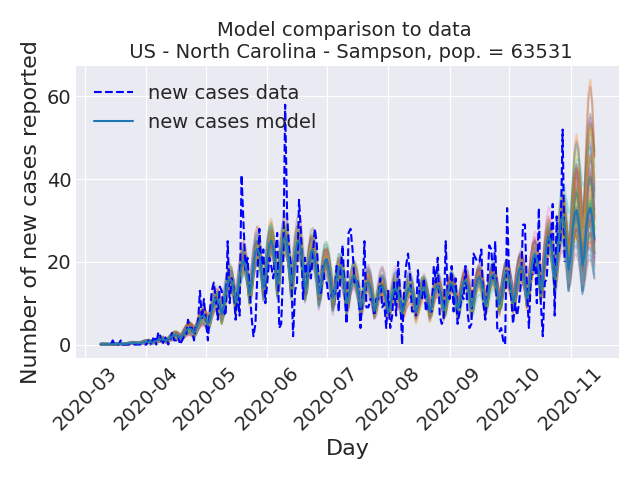 Model comparison to data
US - North Carolina - Sampson, pop. = 63531
Number of new cases reported
60
40
20
0
new cases data
new cases model
2020-03
2020-04
2020-05
2020-06
2020-07
2020-08
2020-09
2020-10
2020-11
Day